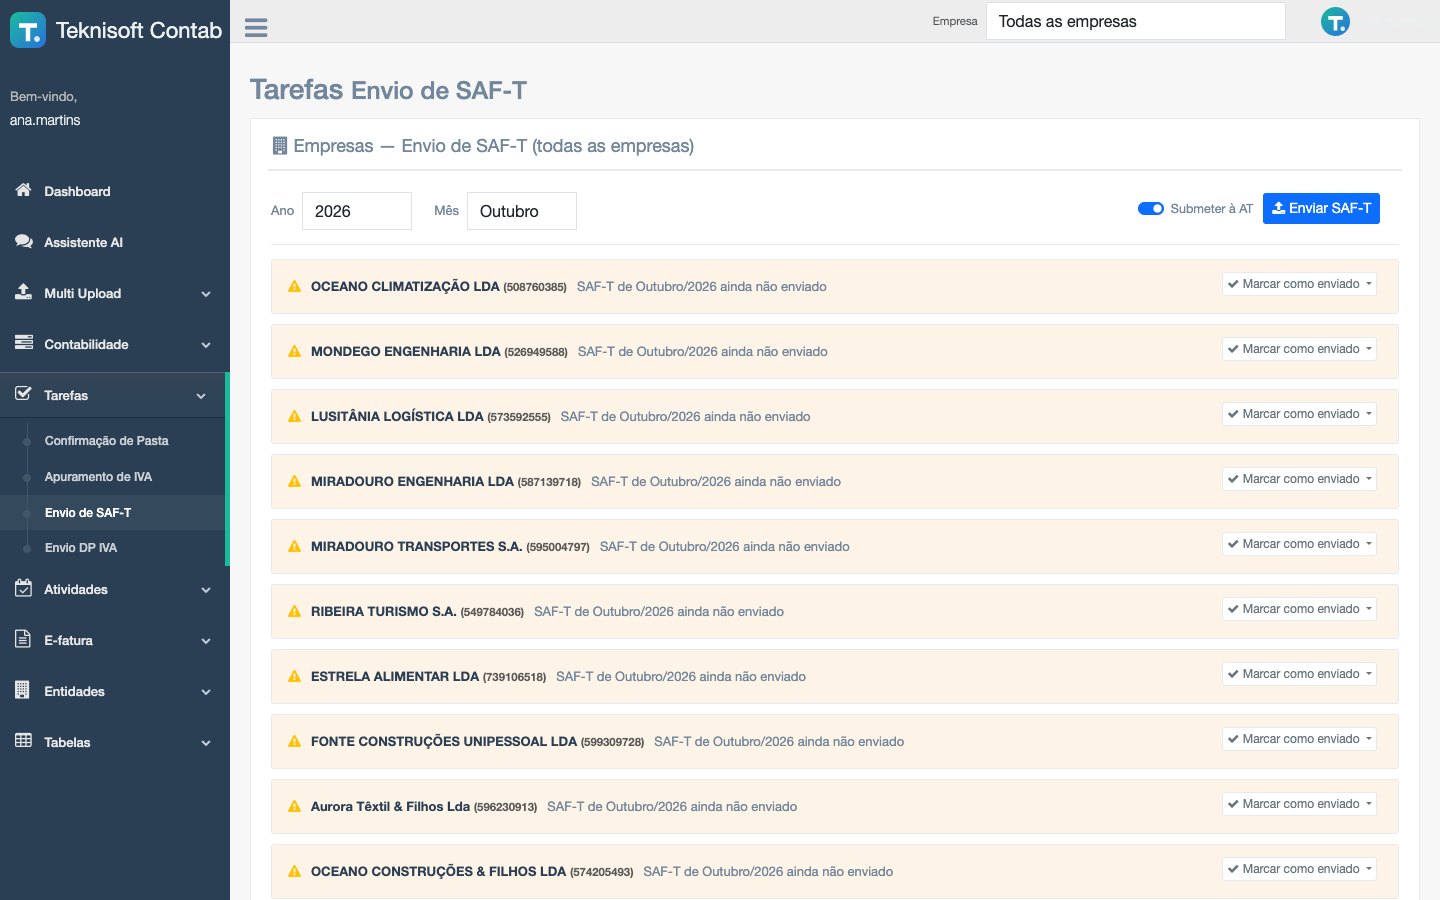 T. Teknisoft Contab
Empresa Todas as empresas T.
Bem-vindo,
ana.martins
Dashboard
Assistente AI
Multi Upload
Contabilidade
Tarefas
Confirmação de Pasta
Apuramento de IVA
Envio de SAF-T
Envio DP IVA
Atividades
E-fatura
Entidades
Tabelas
Tarefas Envio de SAF-T
Empresas — Envio de SAF-T (todas as empresas)
Ano 2026 Mês Outubro Submeter à AT Enviar SAF-T
OCEANO CLIMATIZAÇÃO LDA (508760385) SAF-T de Outubro/2026 ainda não enviado Marcar como enviado
MONDEGO ENGENHARIA LDA (526949588) SAF-T de Outubro/2026 ainda não enviado Marcar como enviado
LUSITÂNIA LOGÍSTICA LDA (573592555) SAF-T de Outubro/2026 ainda não enviado Marcar como enviado
MIRADOURO ENGENHARIA LDA (587139718) SAF-T de Outubro/2026 ainda não enviado Marcar como enviado
MIRADOURO TRANSPORTES S.A. (595004797) SAF-T de Outubro/2026 ainda não enviado Marcar como enviado
RIBEIRA TURISMO S.A. (549784036) SAF-T de Outubro/2026 ainda não enviado Marcar como enviado
ESTRELA ALIMENTAR LDA (739106518) SAF-T de Outubro/2026 ainda não enviado Marcar como enviado
FONTE CONSTRUÇÕES UNIPESSOAL LDA (599309728) SAF-T de Outubro/2026 ainda não enviado Marcar como enviado
Aurora Têxtil & Filhos Lda (596230913) SAF-T de Outubro/2026 ainda não enviado Marcar como enviado
OCEANO CONSTRUÇÕES & FILHOS LDA (574205493) SAF-T de Outubro/2026 ainda não enviado Marcar como enviado